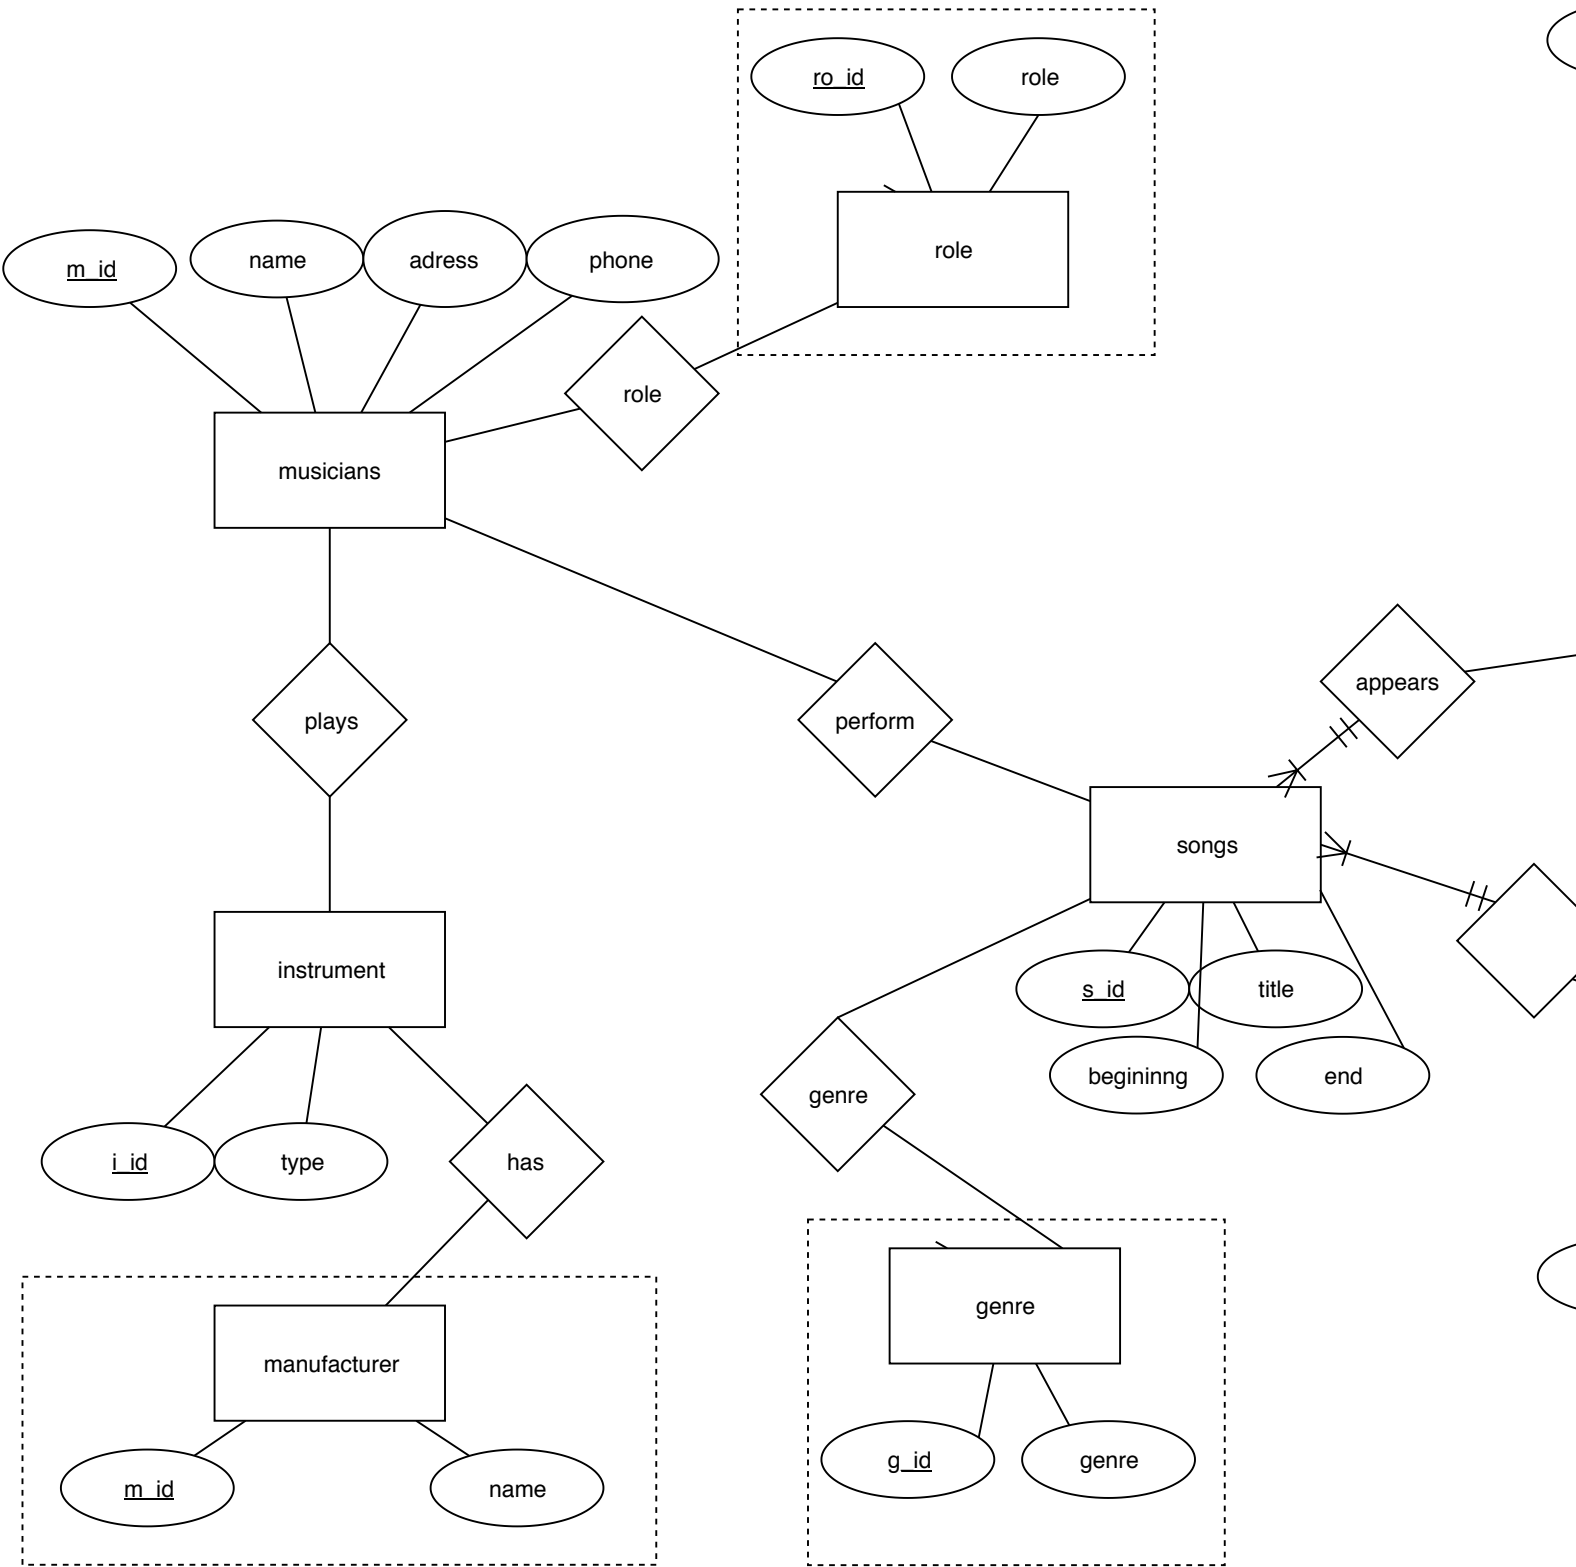 ro_id
role
role
m_id
name
adress
phone
role
musicians
plays
perform
appears
songs
instrument
s_id
title
begininng
end
genre
i_id
type
has
genre
manufacturer
g_id
genre
m_id
name